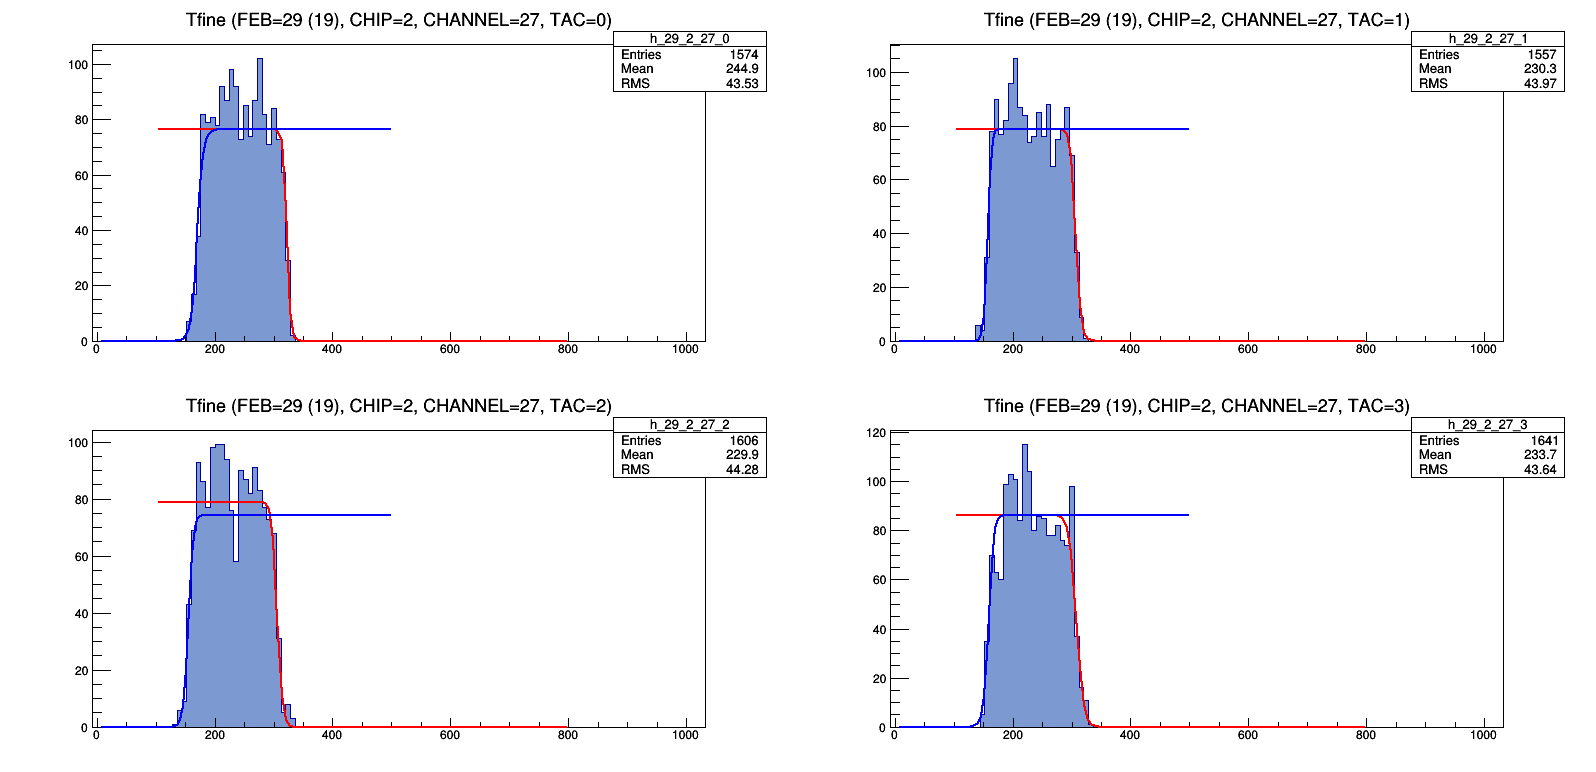 Tfine (FEB=29 (19), CHIP=2, CHANNEL=27, TAC=0)
h_29_2_27_0
Entries 1574
Mean 244.9
RMS 43.53
100
80
60
40
20
0
0 200 400 600 800 1000
Tfine (FEB=29 (19), CHIP=2, CHANNEL=27, TAC=1)
h_29_2_27_1
Entries 1557
Mean 230.3
RMS 43.97
100
80
60
40
20
0
0 200 400 600 800 1000
Tfine (FEB=29 (19), CHIP=2, CHANNEL=27, TAC=2)
h_29_2_27_2
Entries 1606
Mean 229.9
RMS 44.28
100
80
60
40
20
0
0 200 400 600 800 1000
Tfine (FEB=29 (19), CHIP=2, CHANNEL=27, TAC=3)
h_29_2_27_3
Entries 1641
Mean 233.7
RMS 43.64
120
100
80
60
40
20
0
0 200 400 600 800 1000